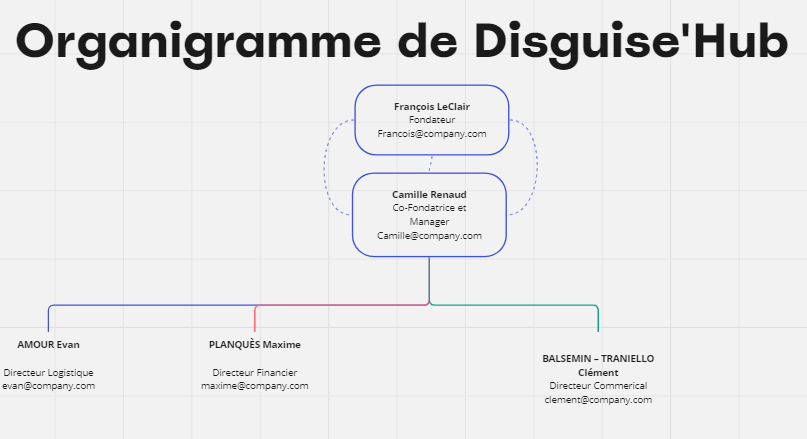 Organigramme de Disguise'Hub
François LeClair
Fondateur
Francois@company.com
Camille Renaud
Co-Fondatrice et
Manager
Camille@company.com
AMOUR Evan
Directeur Logistique
evan@company.com
PLANQUÈS Maxime
Directeur Financier
maxime@company.com
BALSEMIN – TRANIELLO
Clément
Directeur Commerical
clement@company.com